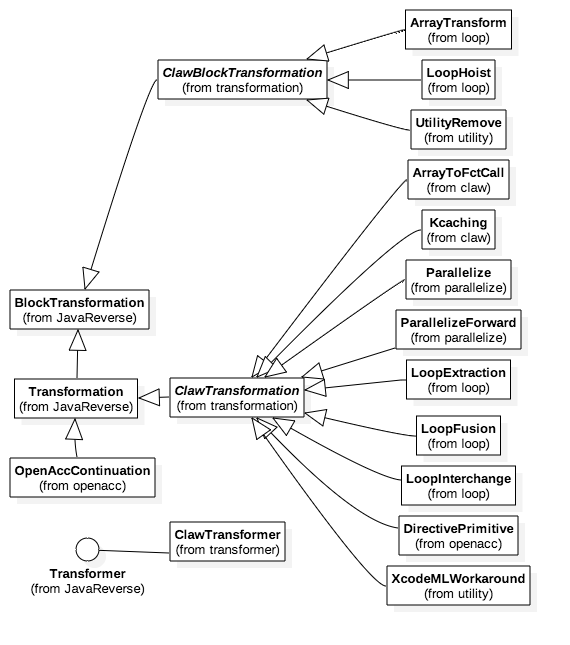 ArrayTransform
(from loop)
ClawBlockTransformation
(from transformation)
LoopHoist
(from loop)
UtilityRemove
(from utility)
ArrayToFctCall
(from claw)
Kcaching
(from claw)
Parallelize
(from parallelize)
BlockTransformation
(from JavaReverse)
ParallelizeForward
(from parallelize)
LoopExtraction
(from loop)
Transformation
(from JavaReverse)
ClawTransformation
(from transformation)
LoopFusion
(from loop)
OpenAccContinuation
(from openacc)
LoopInterchange
(from loop)
DirectivePrimitive
(from openacc)
ClawTransformer
(from transformer)
Transformer
(from JavaReverse)
XcodeMLWorkaround
(from utility)